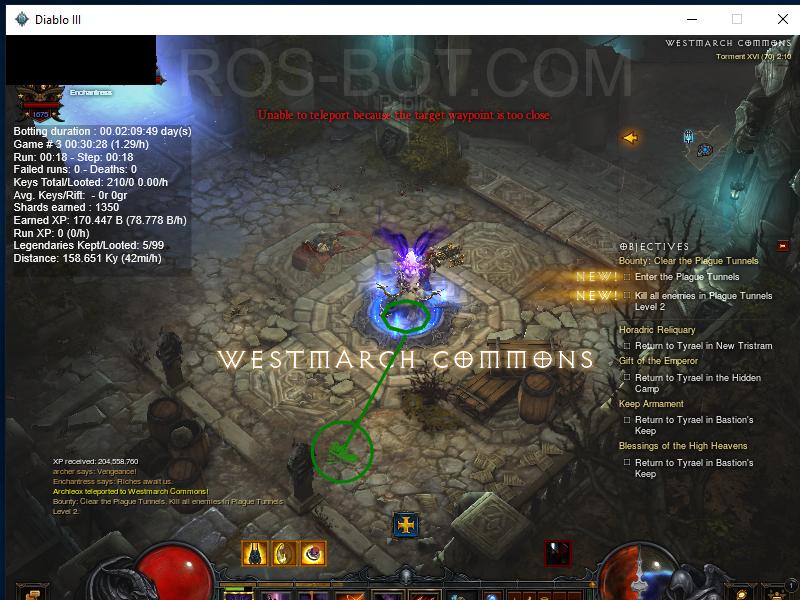 Diablo III
ROS-BOT.COM
WESTMARCH COMMONS
Torment XVI (70) 2:10
Enchantress
1675
Public
Unable to teleport because the target waypoint is too close.
Botting duration : 00.02:09:49 day(s)
Game # 3 00:30:28 (1.29/h)
Run: 00:18 - Step: 00:18
Failed runs: 0 - Deaths: 0
Keys Total/Looted: 210/0 0.00/h
Avg. Keys/Rift: - 0r 0gr
Shards earned : 1350
Earned XP: 170.447 B (78.778 B/h)
Run XP: 0 (0/h)
Legendaries Kept/Looted: 5/99
Distance: 158.651 Ky (42mi/h)
OBJECTIVES
Bounty: Clear the Plague Tunnels
NEW! Enter the Plague Tunnels
NEW! Kill all enemies in Plague Tunnels
Level 2
Horadric Reliquary
Return to Tyrael in New Tristram
Gift of the Emperor
Return to Tyrael in the Hidden
Camp
Keep Armament
Return to Tyrael in Bastion's
Keep
Blessings of the High Heavens
Return to Tyrael in Bastion's
Keep
WESTMARCH COMMONS
XP received: 204,558,760
archer says: Vengeance!
Enchantress says: Riches await us.
Archleox teleported to Westmarch Commons!
Bounty: Clear the Plague Tunnels. Kill all enemies in Plague Tunnels
Level 2.
1